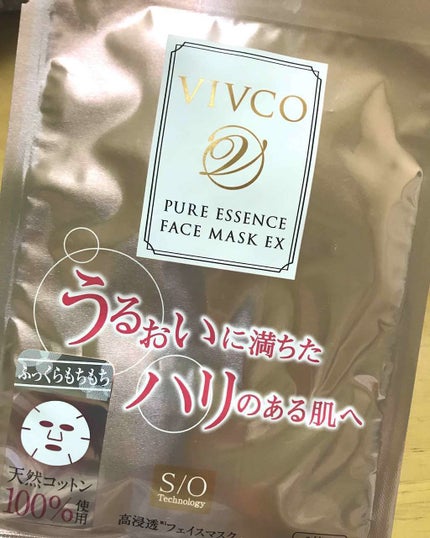 VIVCO
PURE ESSENCE
FACE MASK EX
うるおいに満ちた
ハリのある肌へ
ふっくらもちもち
天然コットン
100%使用
S/O
Technology
高浸透※フェイスマスク